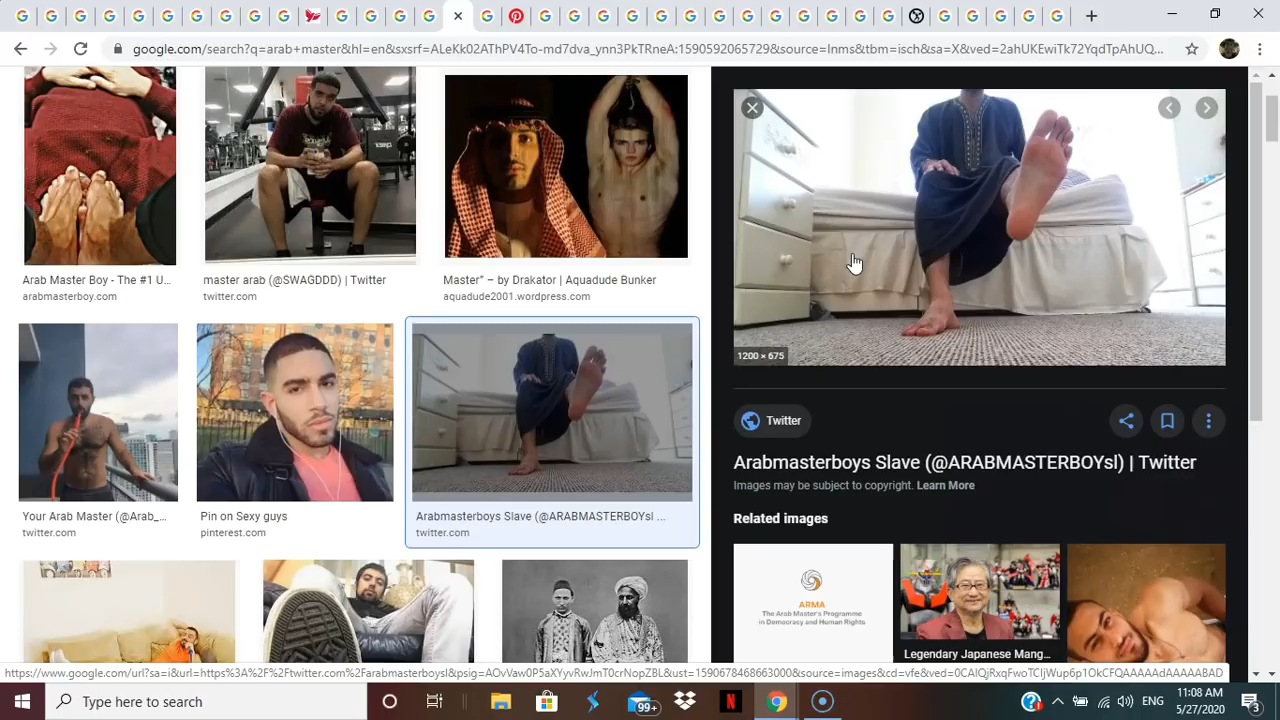 google.com/search?q=arab+master&hl=en&sxsrf=ALeKk02AThPV4To-md7dva_ynn3PkTRneA:1590592065729&source=lnms&tbm=isch&sa=X&ved=2ahUKEwiTk72YqdTpAhUQ...
1200 × 675
Arab Master Boy - The #1 U...
arabmasterboy.com
master arab (@SWAGDDD) | Twitter
twitter.com
Master" – by Drakator | Aquadude Bunker
aquadude2001.wordpress.com
Twitter
Arabmasterboys Slave (@ARABMASTERBOYsl) | Twitter
Images may be subject to copyright. Learn More
Related images
Your Arab Master (@Arab_...
twitter.com
Pin on Sexy guys
pinterest.com
Arabmasterboys Slave (@ARABMASTERBOYsl ...
twitter.com
ARMA
The Arab Master's Programme
in Democracy and Human Rights
Legendary Japanese Mang...
https://www.google.com/url?sa=i&url=https%3A%2F%2Ftwitter.com%2Farabmasterboysl&psig=AOvVaw0P5aXYyvRwJmT0crNopZBL&ust=1590678468663000&source=images&cd=vfe&ved=0CAIQjRxqFwoTCIjWup6p1OkCFQAAAAAdAAAAABAD
Type here to search
99+
ENG
11:08 AM
5/27/2020
3